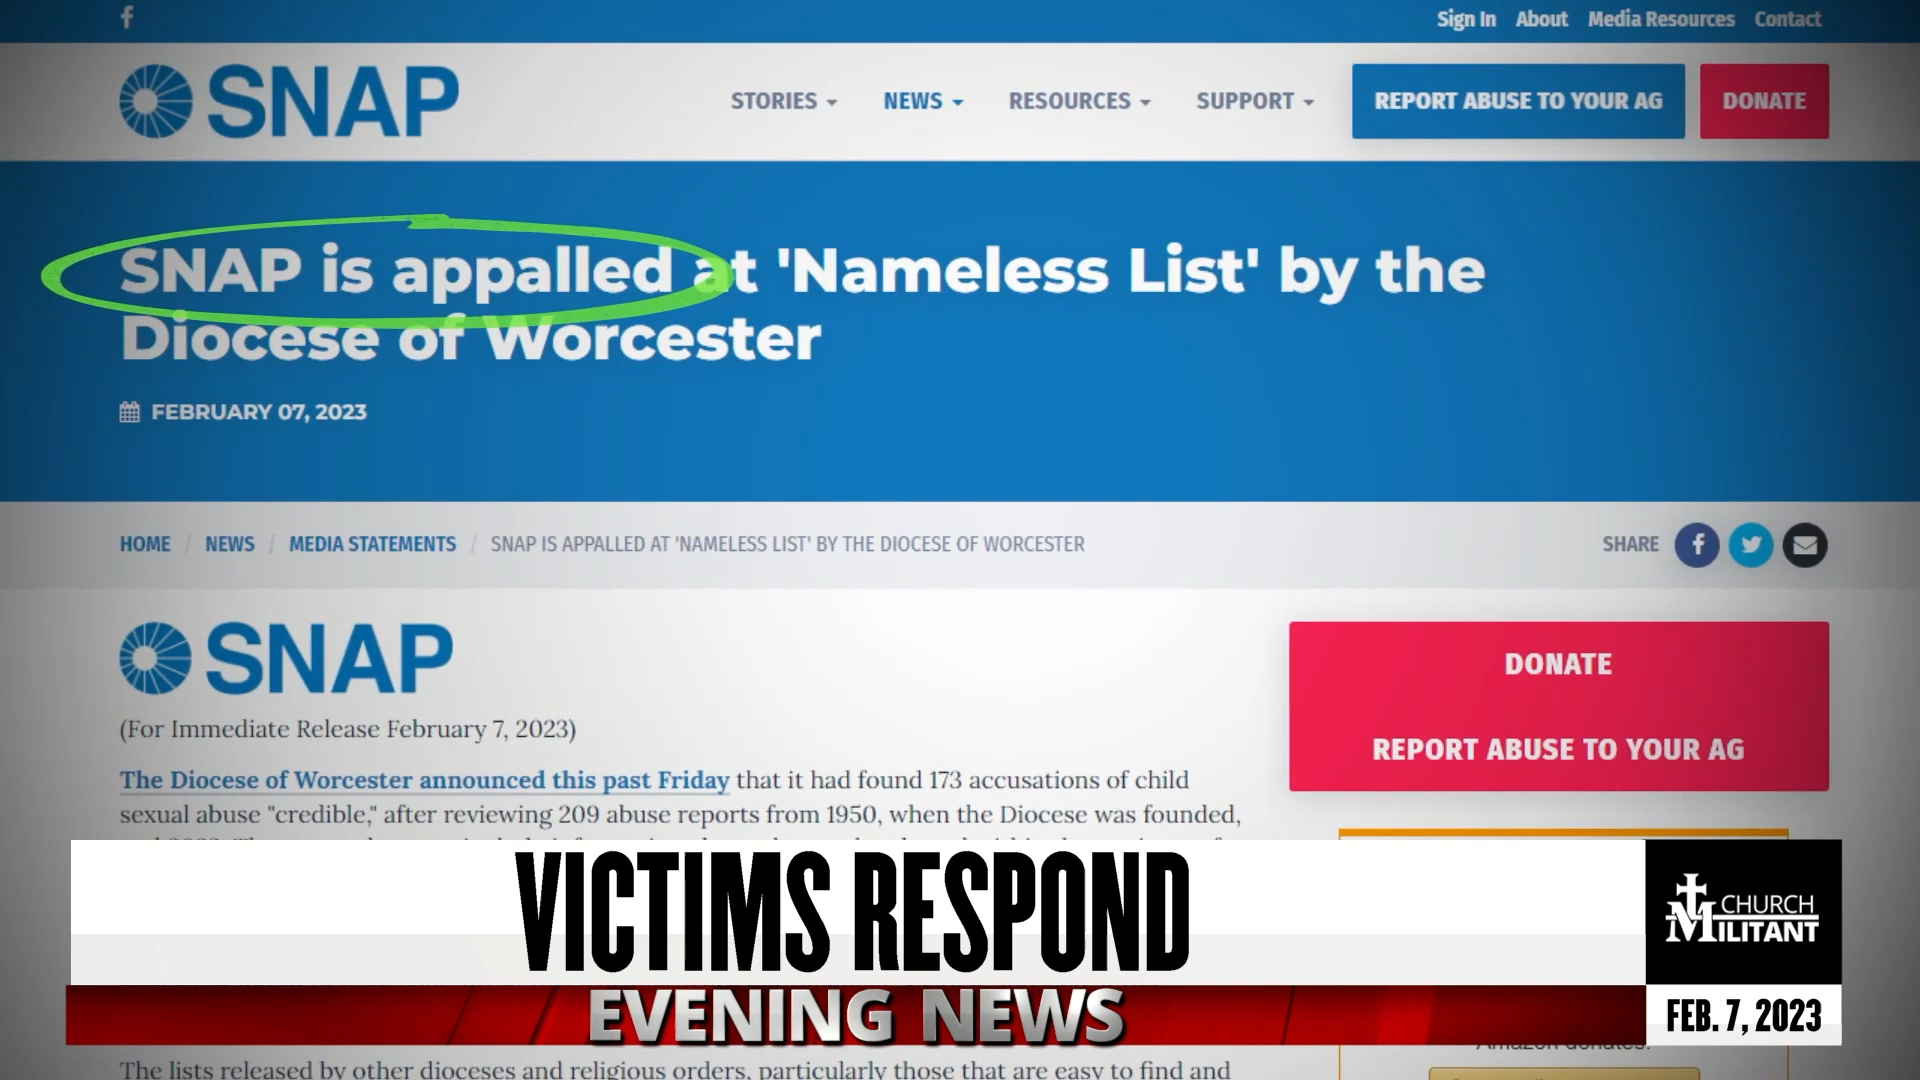 Sign In About Media Resources Contact
SNAP
STORIES NEWS RESOURCES SUPPORT REPORT ABUSE TO YOUR AG DONATE
SNAP is appalled at 'Nameless List' by the
Diocese of Worcester
FEBRUARY 07, 2023
HOME / NEWS / MEDIA STATEMENTS / SNAP IS APPALLED AT 'NAMELESS LIST' BY THE DIOCESE OF WORCESTER
SHARE
SNAP
DONATE
REPORT ABUSE TO YOUR AG
(For Immediate Release February 7, 2023)
The Diocese of Worcester announced this past Friday that it had found 173 accusations of child
sexual abuse "credible," after reviewing 209 abuse reports from 1950, when the Diocese was founded,
VICTIMS RESPOND
CHURCH
MILITANT
EVENING NEWS
FEB. 7, 2023
The lists released by other dioceses and religious orders, particularly those that are easy to find and